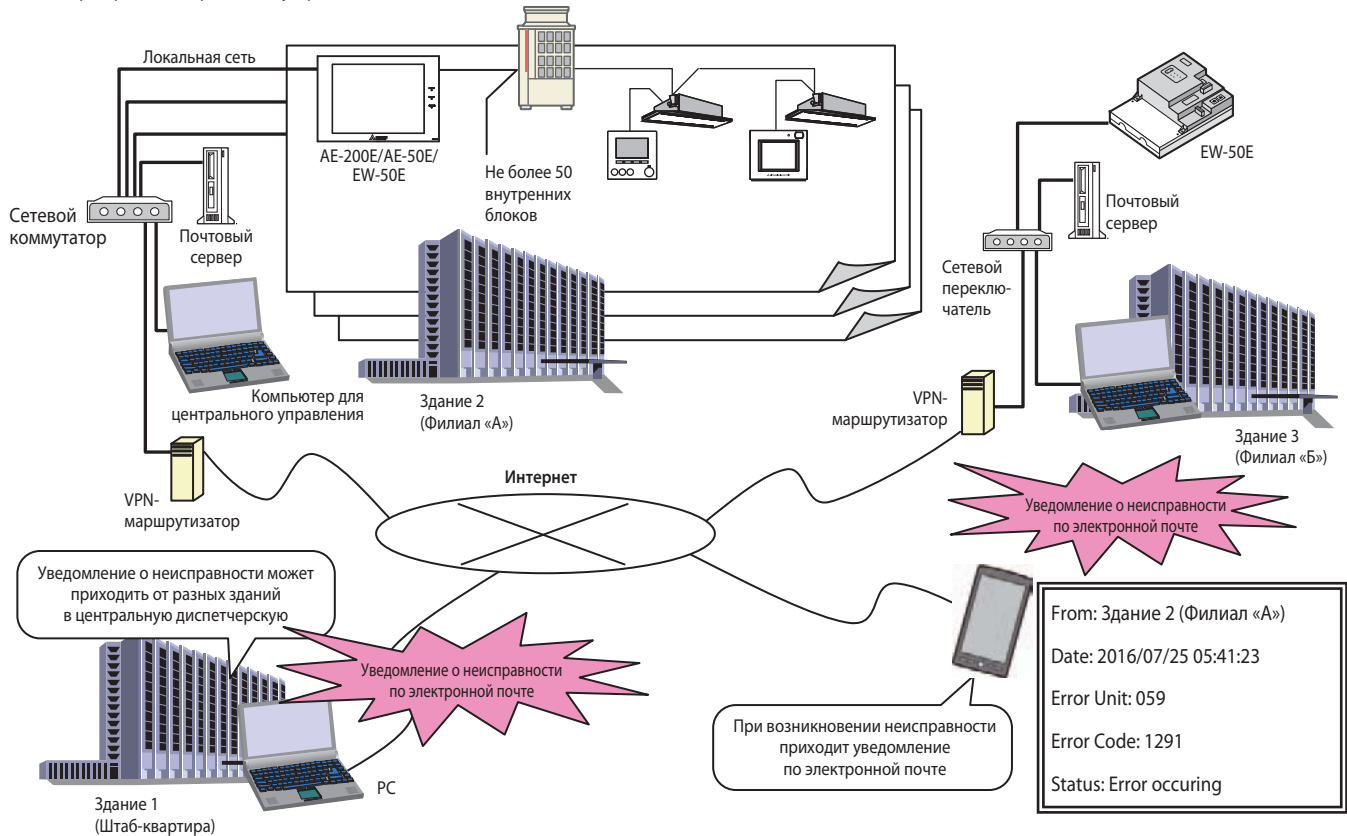 Локальная сеть
AE-200E/AE-50E/
EW-50E
Не более 50
внутренних
блоков
EW-50E
Сетевой
коммутатор
Почтовый
сервер
Почтовый
сервер
Сетевой
переклю-
чатель
Компьютер для
центрального управления
Здание 2
(Филиал «А»)
VPN-
маршрутизатор
Здание 3
(Филиал «Б»)
VPN-
маршрутизатор
Интернет
Уведомление о неисправности
по электронной почте
Уведомление о неисправности может
приходить от разных зданий
в центральную диспетчерскую
Уведомление о неисправности
по электронной почте
From: Здание 2 (Филиал «А»)
Date: 2016/07/25 05:41:23
Error Unit: 059
Error Code: 1291
Status: Error occuring
При возникновении неисправности
приходит уведомление
по электронной почте
PC
Здание 1
(Штаб-квартира)